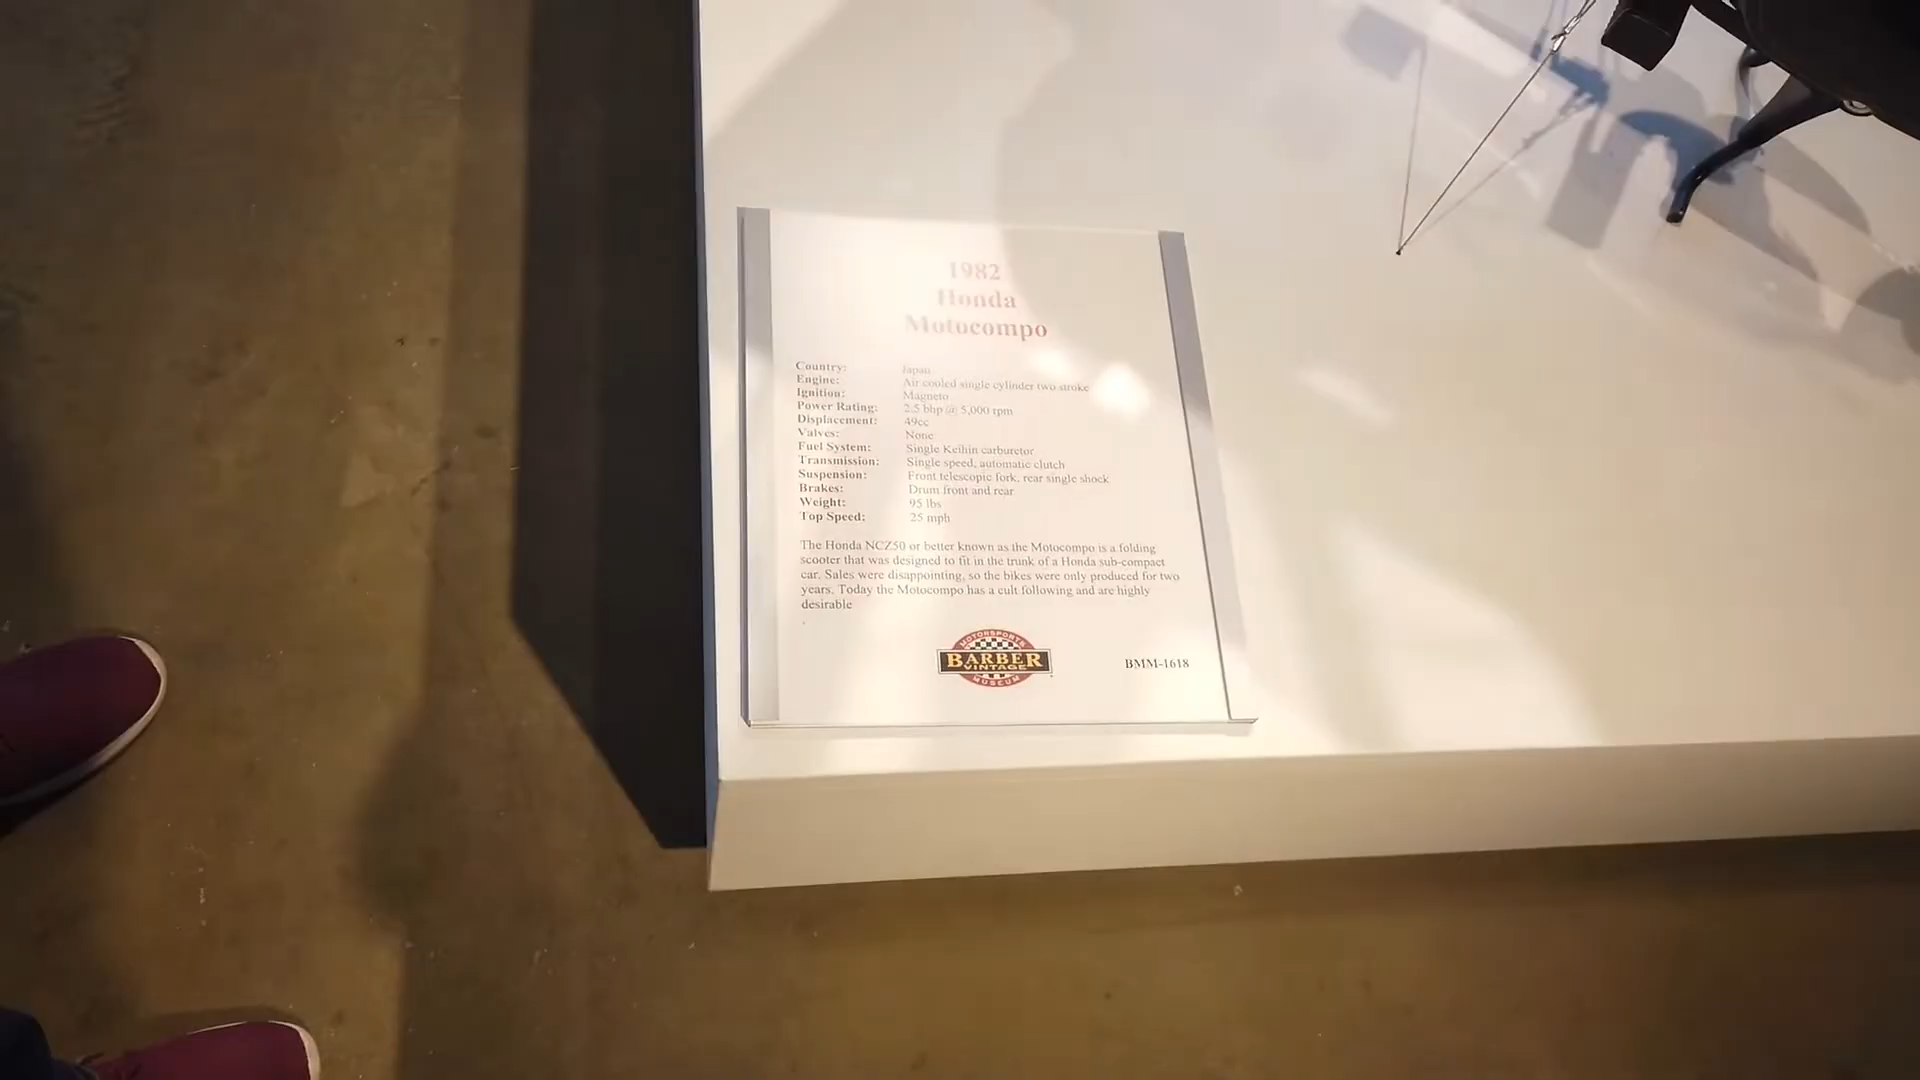 1982
Honda
Motocompo
Country: Japan
Engine: Air cooled single cylinder two stroke
Ignition: Magneto
Power Rating: 2.5 bhp @ 5,000 rpm
Displacement: 49cc
Valves: None
Fuel System: Single Keihin carburetor
Transmission: Single speed, automatic clutch
Suspension: Front telescopic fork, rear single shock
Brakes: Drum front and rear
Weight: 95 lbs
Top Speed: 25 mph
The Honda NCZ50 or better known as the Motocompo is a folding
scooter that was designed to fit in the trunk of a Honda sub-compact
car. Sales were disappointing, so the bikes were only produced for two
years. Today the Motocompo has a cult following and are highly
desirable
.
MOTORSPORTS
BARBER
VINTAGE
MUSEUM
BMM-1618